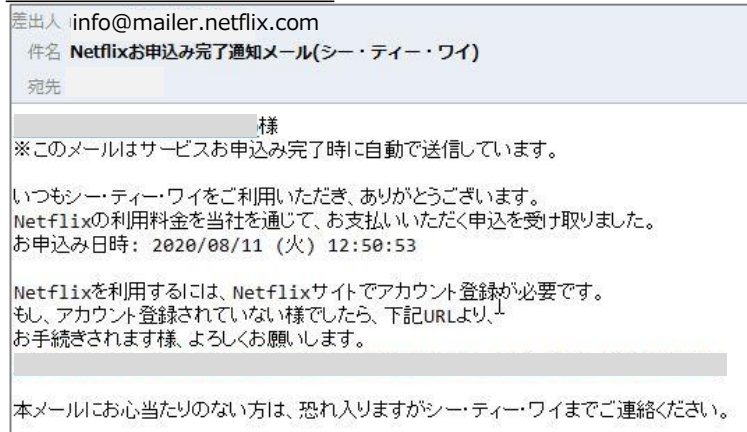 差出人 info@mailer.netflix.com
件名 Netflixお申込み完了通知メール(シー・ティー・ワイ)
宛先
様
※このメールはサービスお申込み完了時に自動で送信しています。
いつもシー・ティー・ワイをご利用いただき、ありがとうございます。
Netflixの利用料金を当社を通じて、お支払いいただく申込を受け取りました。
お申込み日時: 2020/08/11 (火) 12:50:53
Netflixを利用するには、Netflixサイトでアカウント登録が必要です。
もし、アカウント登録されていない様でしたら、下記URLより、
お手続きされます様、よろしくお願いします。
本メールにお心当たりのない方は、恐れ入りますがシー・ティー・ワイまでご連絡ください。